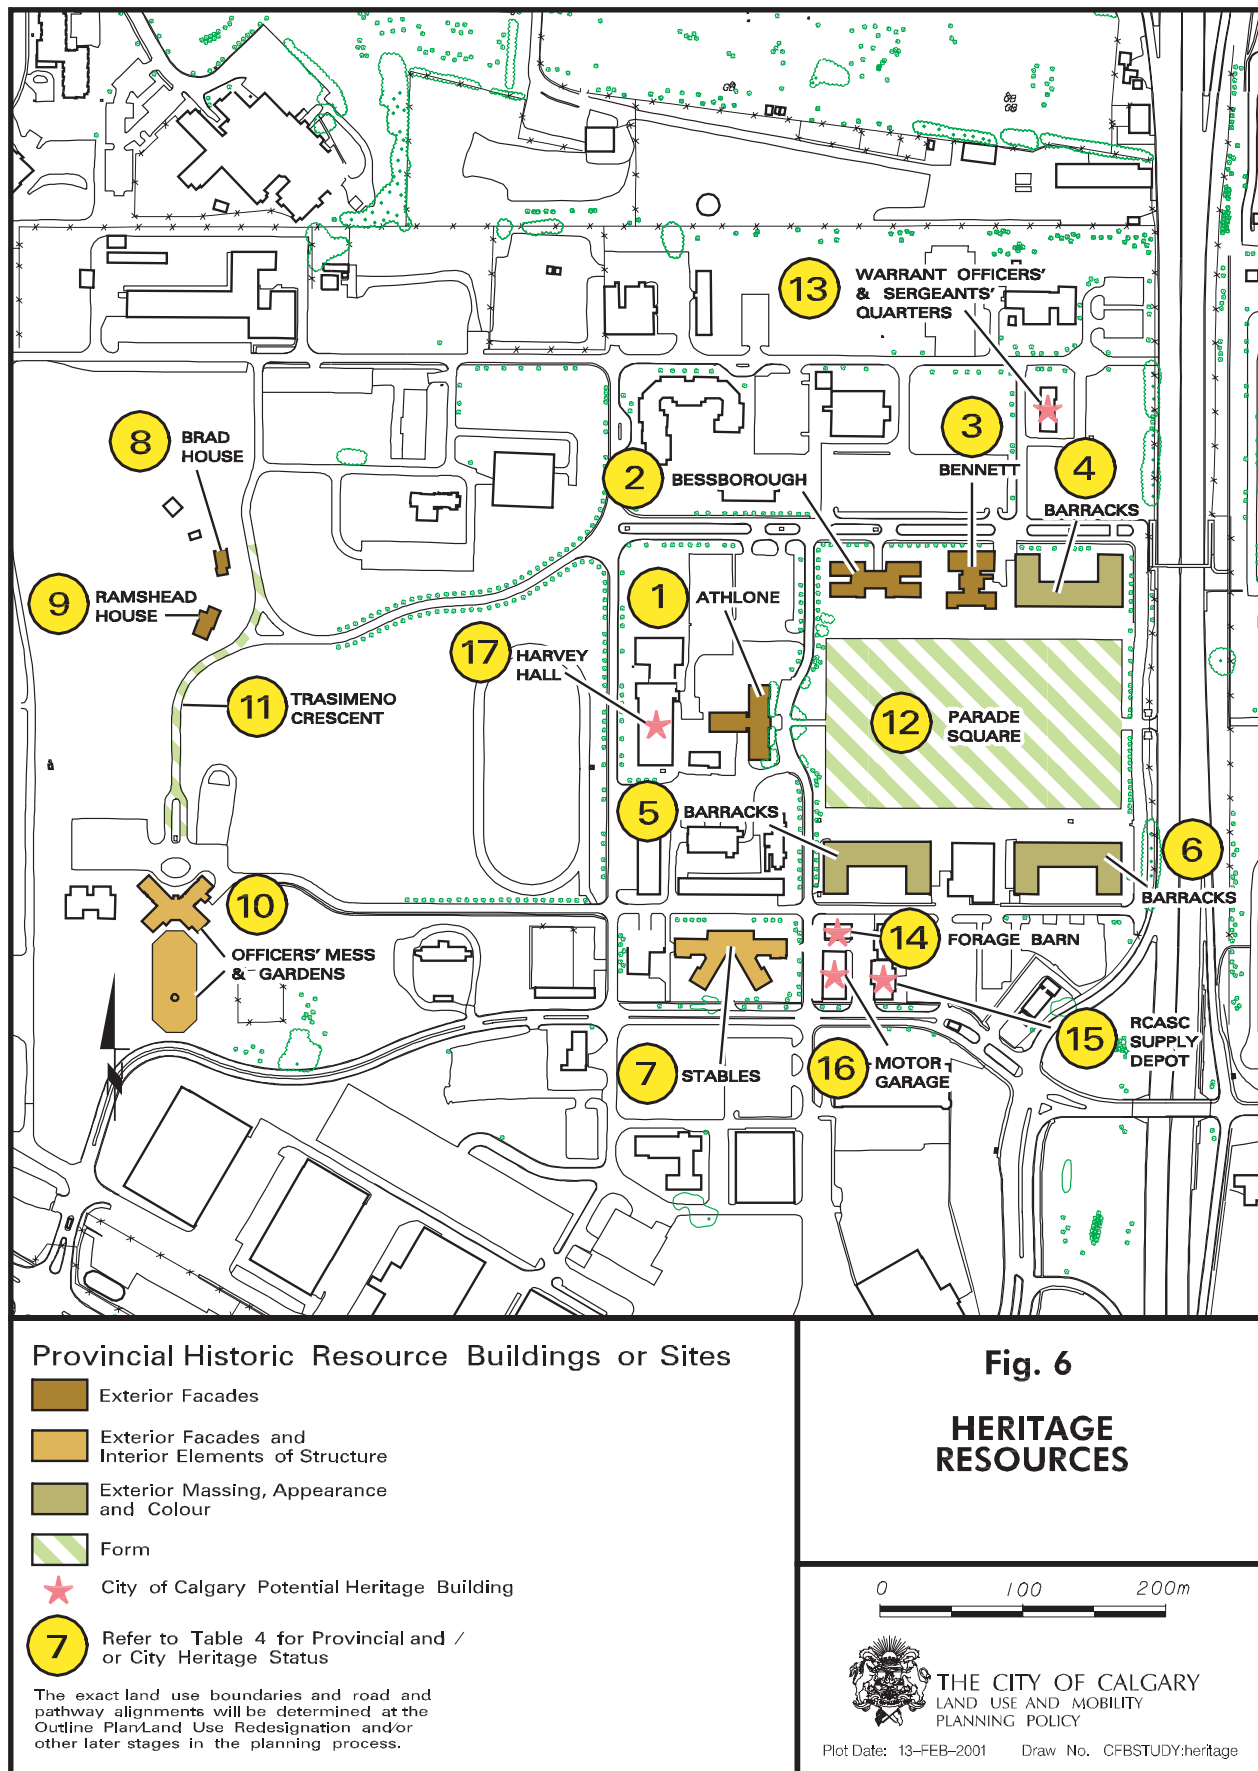 13
WARRANT OFFICERS'
& SERGEANTS'
QUARTERS
8
BRAD
HOUSE
3
BENNETT
2
BESSBOROUGH
4
BARRACKS
9
RAMSHEAD
HOUSE
1
ATHLONE
17
HARVEY
HALL
11
TRASIMENO
CRESCENT
12
PARADE
SQUARE
5
BARRACKS
6
BARRACKS
10
OFFICERS' MESS
& GARDENS
14
FORAGE BARN
15
RCASC
SUPPLY
DEPOT
7
STABLES
16
MOTOR
GARAGE
Provincial Historic Resource Buildings or Sites
Exterior Facades
Exterior Facades and
Interior Elements of Structure
Exterior Massing, Appearance
and Colour
Form
City of Calgary Potential Heritage Building
7
Refer to Table 4 for Provincial and /
or City Heritage Status
The exact land use boundaries and road and
pathway alignments will be determined at the
Outline Plan/Land Use Redesignation and/or
other later stages in the planning process.
Fig. 6
HERITAGE
RESOURCES
0 100 200m
THE CITY OF CALGARY
LAND USE AND MOBILITY
PLANNING POLICY
Plot Date: 13-FEB-2001 Draw No. CFBSTUDY:heritage